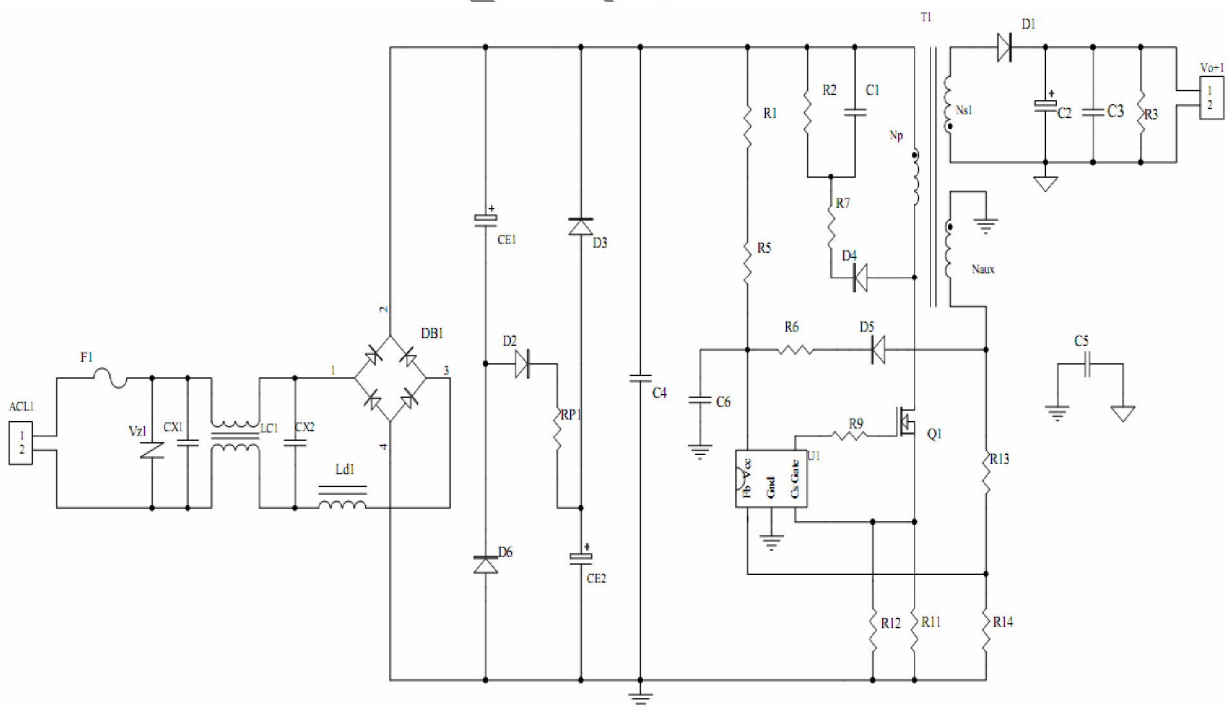 T1
D1
Vo+1
1
2
R2
C1
R1
Np
Ns1
C2
C3
R3
+
R7
+
CE1
D3
R5
D4
Naux
2
DB1
F1
D2
R6
D5
C5
1
3
ACL1
1
2
Vz1
CX1
LC1
CX2
RP1
C4
C6
R9
Q1
4
Ld1
U1
Fb Vcc
Gnd
Cs Gate
R13
D6
+
CE2
R12
R11
R14